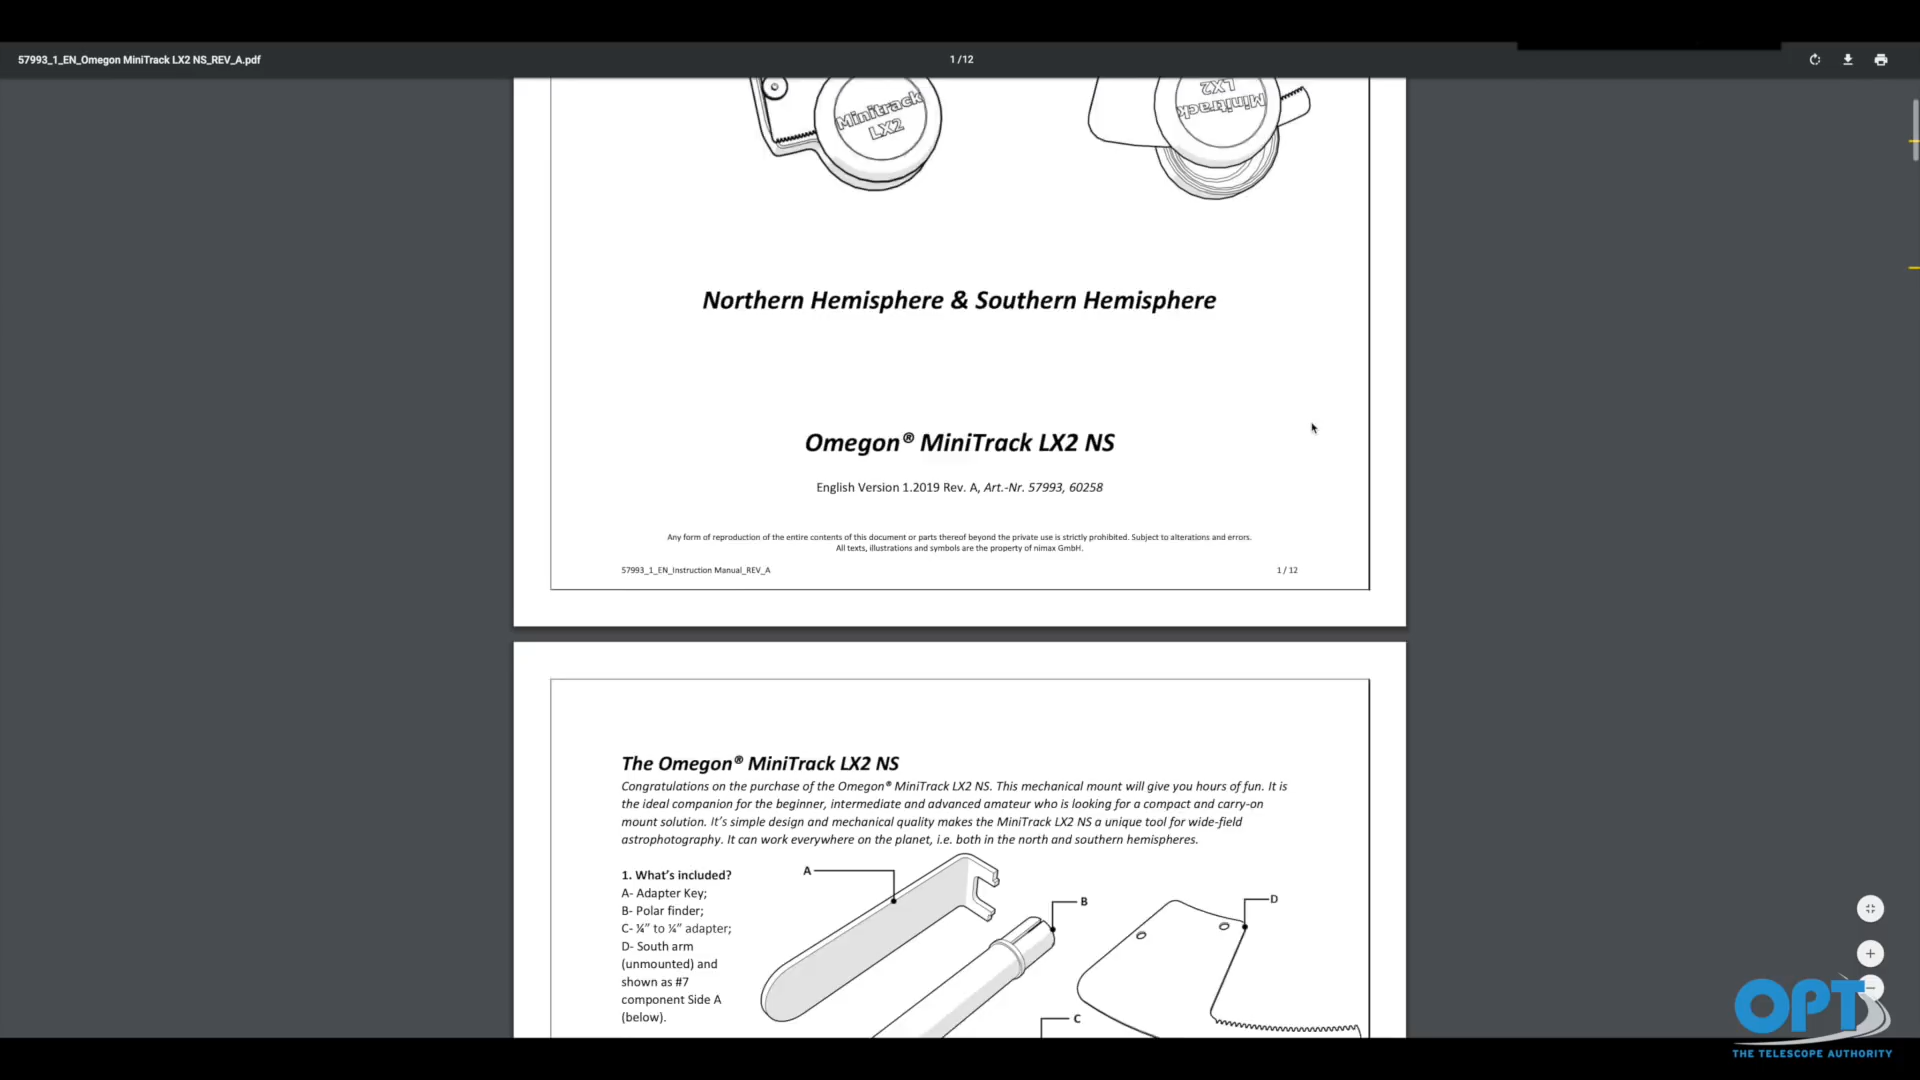 57993_1_EN_Omegon MiniTrack LX2 NS_REV_A.pdf
1 / 12
Minitrack
LX2
Minitrack
LX2
Northern Hemisphere & Southern Hemisphere
Omegon® MiniTrack LX2 NS
English Version 1.2019 Rev. A, Art.-Nr. 57993, 60258
Any form of reproduction of the entire contents of this document or parts thereof beyond the private use is strictly prohibited. Subject to alterations and errors.
All texts, illustrations and symbols are the property of nimax GmbH.
57993_1_EN_Instruction Manual_REV_A
1 / 12
The Omegon® MiniTrack LX2 NS
Congratulations on the purchase of the Omegon® MiniTrack LX2 NS. This mechanical mount will give you hours of fun. It is
the ideal companion for the beginner, intermediate and advanced amateur who is looking for a compact and carry-on
mount solution. It's simple design and mechanical quality makes the MiniTrack LX2 NS a unique tool for wide-field
astrophotography. It can work everywhere on the planet, i.e. both in the north and southern hemispheres.
1. What's included?
A- Adapter Key;
B- Polar finder;
C- ¼" to ¼" adapter;
D- South arm
(unmounted) and
shown as #7
component Side A
(below).
A
B
D
C
OPT
THE TELESCOPE AUTHORITY